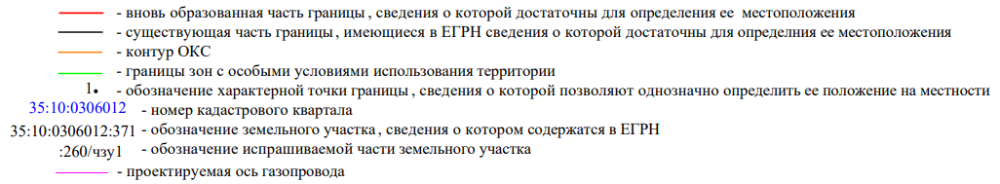 - вновь образованная часть границы, сведения о которой достаточны для определения ее местоположения
- существующая часть границы, имеющиеся в ЕГРН сведения о которой достаточны для определния ее местоположения
- контур ОКС
- границы зон с особыми условиями использования территории
1. - обозначение характерной точки границы, сведения о которой позволяют однозначно определить ее положение на местности
35:10:0306012 - номер кадастрового квартала
35:10:0306012:371 - обозначение земельного участка, сведения о котором содержатся в ЕГРН
:260/чзу1 - обозначение испрашиваемой части земельного участка
- проектируемая ось газопровода